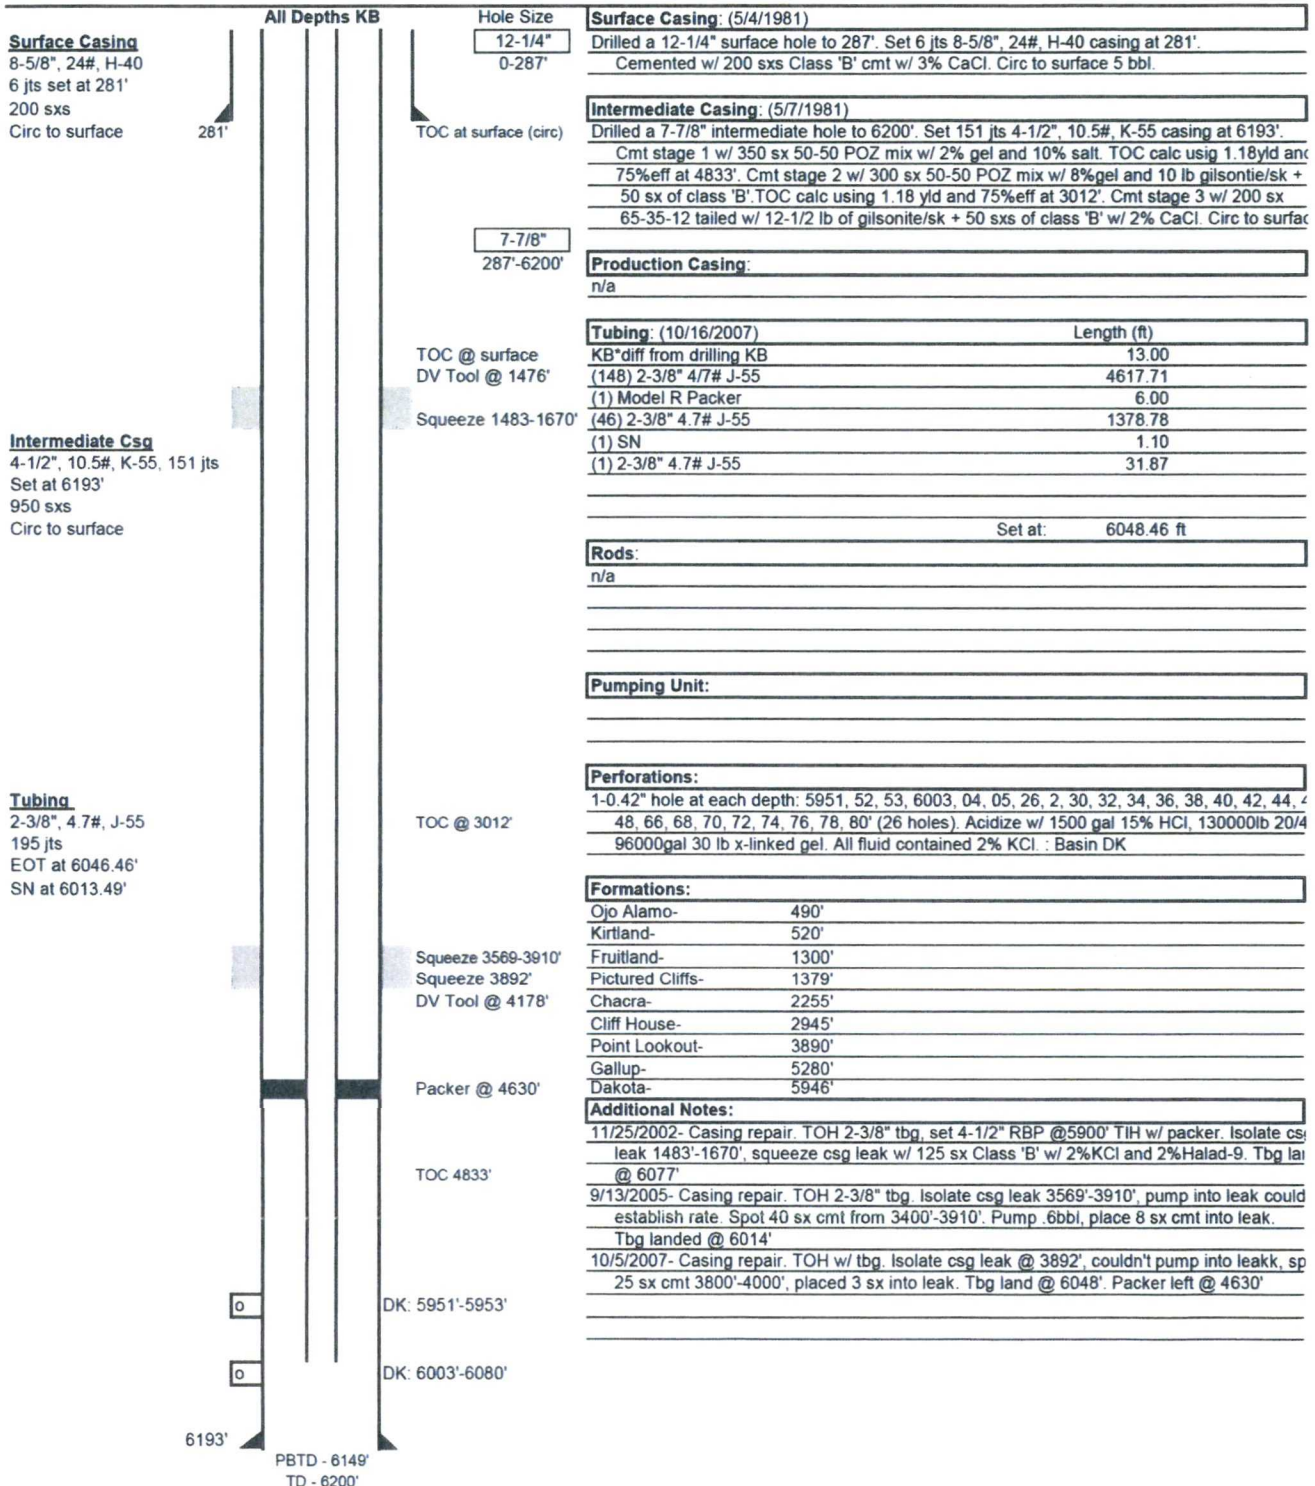 All Depths KB
Hole Size
Surface Casing
8-5/8", 24#, H-40
6 jts set at 281'
200 sxs
Circ to surface
281'
12-1/4"
0-287'
TOC at surface (circ)
7-7/8"
287'-6200'
TOC @ surface
DV Tool @ 1476'
Squeeze 1483-1670'
Intermediate Csg
4-1/2", 10.5#, K-55, 151 jts
Set at 6193'
950 sxs
Circ to surface
Tubing
2-3/8", 4.7#, J-55
195 jts
EOT at 6046.46'
SN at 6013.49'
TOC @ 3012'
Squeeze 3569-3910'
Squeeze 3892'
DV Tool @ 4178'
Packer @ 4630'
TOC 4833'
o
DK: 5951'-5953'
o
DK: 6003'-6080'
6193'
PBTD - 6149'
TD - 6200'
Surface Casing: (5/4/1981)
Drilled a 12-1/4" surface hole to 287'. Set 6 jts 8-5/8", 24#, H-40 casing at 281'.
Cemented w/ 200 sxs Class 'B' cmt w/ 3% CaCl. Circ to surface 5 bbl.
Intermediate Casing: (5/7/1981)
Drilled a 7-7/8" intermediate hole to 6200'. Set 151 jts 4-1/2", 10.5#, K-55 casing at 6193'.
Cmt stage 1 w/ 350 sx 50-50 POZ mix w/ 2% gel and 10% salt. TOC calc usig 1.18yld and
75%eff at 4833'. Cmt stage 2 w/ 300 sx 50-50 POZ mix w/ 8%gel and 10 lb gilsontie/sk +
50 sx of class 'B'.TOC calc using 1.18 yld and 75%eff at 3012'. Cmt stage 3 w/ 200 sx
65-35-12 tailed w/ 12-1/2 lb of gilsonite/sk + 50 sxs of class 'B' w/ 2% CaCl. Circ to surfac
Production Casing:
n/a
Tubing: (10/16/2007) Length (ft)
KB*diff from drilling KB 13.00
(148) 2-3/8" 4/7# J-55 4617.71
(1) Model R Packer 6.00
(46) 2-3/8" 4.7# J-55 1378.78
(1) SN 1.10
(1) 2-3/8" 4.7# J-55 31.87
Set at: 6048.46 ft
Rods:
n/a
Pumping Unit:
Perforations:
1-0.42" hole at each depth: 5951, 52, 53, 6003, 04, 05, 26, 2, 30, 32, 34, 36, 38, 40, 42, 44,
48, 66, 68, 70, 72, 74, 76, 78, 80' (26 holes). Acidize w/ 1500 gal 15% HCl, 130000lb 20/4
96000gal 30 lb x-linked gel. All fluid contained 2% KCl. : Basin DK
Formations:
Ojo Alamo- 490'
Kirtland- 520'
Fruitland- 1300'
Pictured Cliffs- 1379'
Chacra- 2255'
Cliff House- 2945'
Point Lookout- 3890'
Gallup- 5280'
Dakota- 5946'
Additional Notes:
11/25/2002- Casing repair. TOH 2-3/8" tbg, set 4-1/2" RBP @5900' TIH w/ packer. Isolate csg
leak 1483'-1670', squeeze csg leak w/ 125 sx Class 'B' w/ 2%KCl and 2%Halad-9. Tbg lan
@ 6077'
9/13/2005- Casing repair. TOH 2-3/8" tbg. Isolate csg leak 3569'-3910', pump into leak could
establish rate. Spot 40 sx cmt from 3400'-3910'. Pump .6bbl, place 8 sx cmt into leak.
Tbg landed @ 6014'
10/5/2007- Casing repair. TOH w/ tbg. Isolate csg leak @ 3892', couldn't pump into leakk, sp
25 sx cmt 3800'-4000', placed 3 sx into leak. Tbg land @ 6048'. Packer left @ 4630'